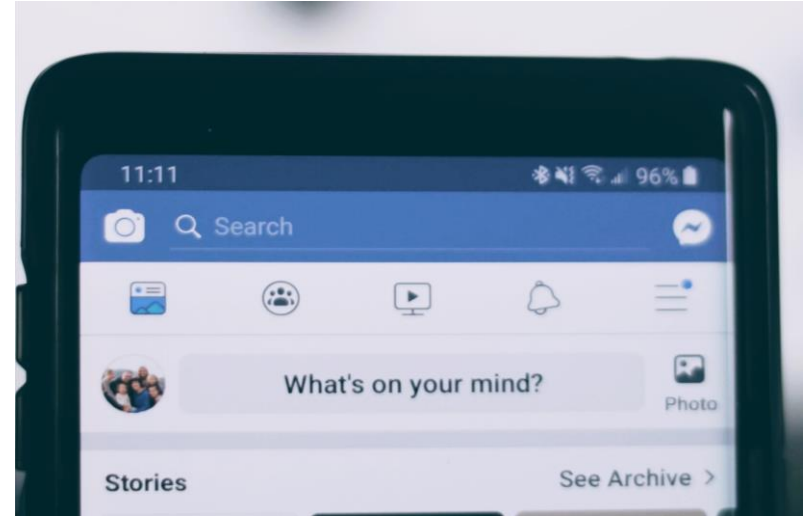 11:11 96%
Search
What's on your mind?
Photo
Stories See Archive >